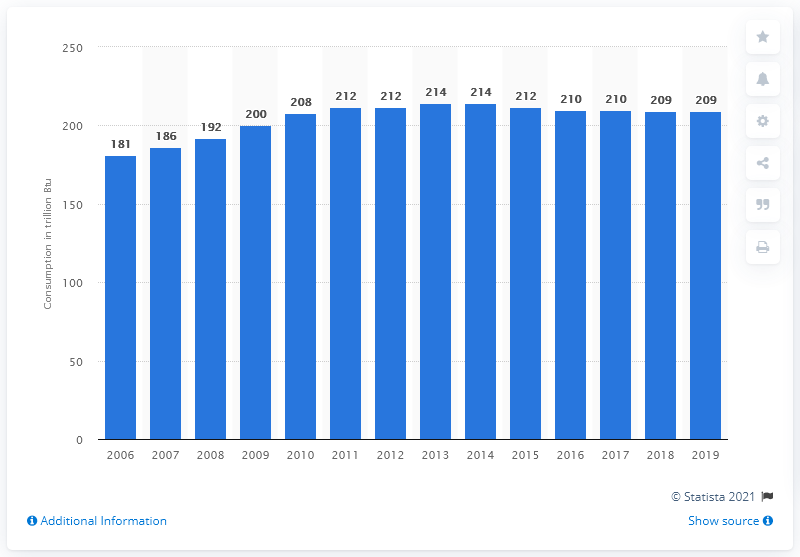 250
200
150
100
50
0
Consumption in trillion Btu
181 186 192 200 208 212 212 214 214 212 210 210 209 209
2006 2007 2008 2009 2010 2011 2012 2013 2014 2015 2016 2017 2018 2019
© Statista 2021
Additional Information
Show source